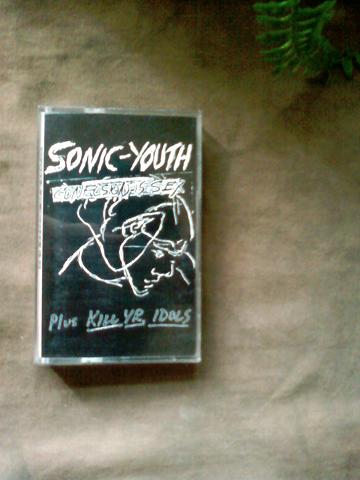 SONIC-YOUTH
CONFUSION IS SEX
Plus KILL YR. IDOLS